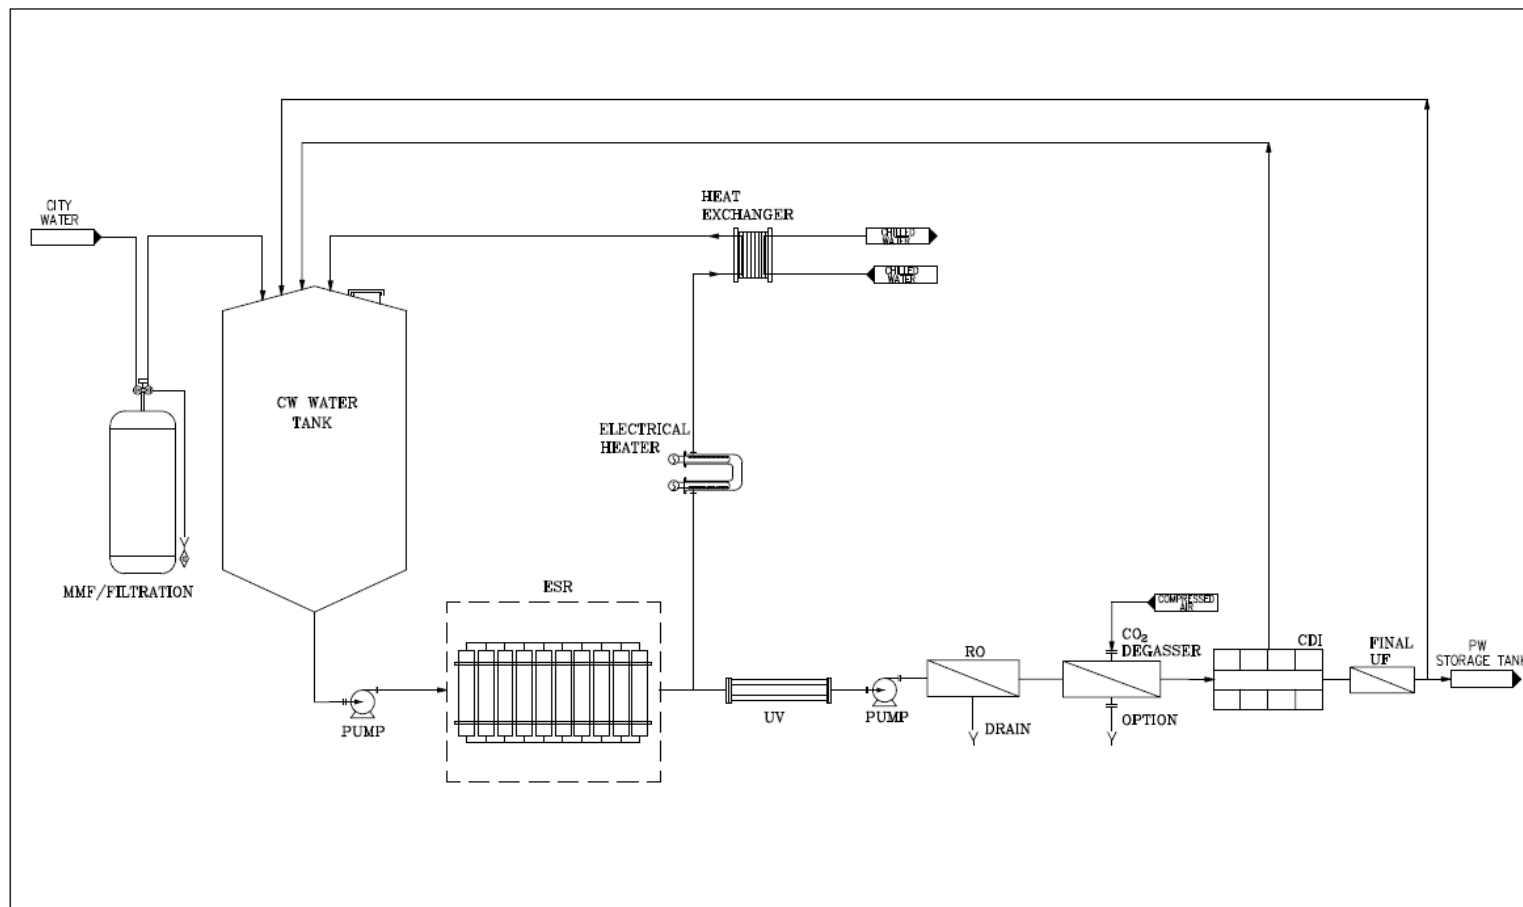 HEAT
EXCHANGER
CITY
WATER
CHILLED
WATER
CHILLED
WATER
CW WATER
TANK
ELECTRICAL
HEATER
MMF/FILTRATION
ESR
COMPRESSED
AIR
CO2
DEGASSER
RO
CDI
FINAL
UF
PW
STORAGE TANK
PUMP
UV
PUMP
DRAIN
OPTION